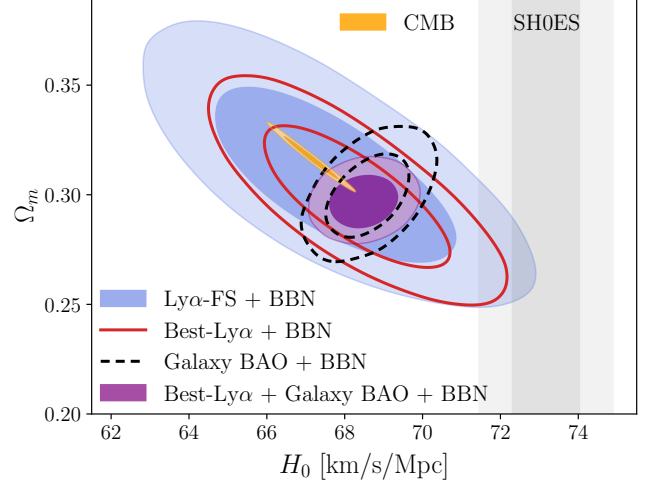 CMB
SH0ES
0.35
0.30
0.25
0.20
Ωₘ
Lyα-FS + BBN
Best-Lyα + BBN
Galaxy BAO + BBN
Best-Lyα + Galaxy BAO + BBN
62 64 66 68 70 72 74
H₀ [km/s/Mpc]